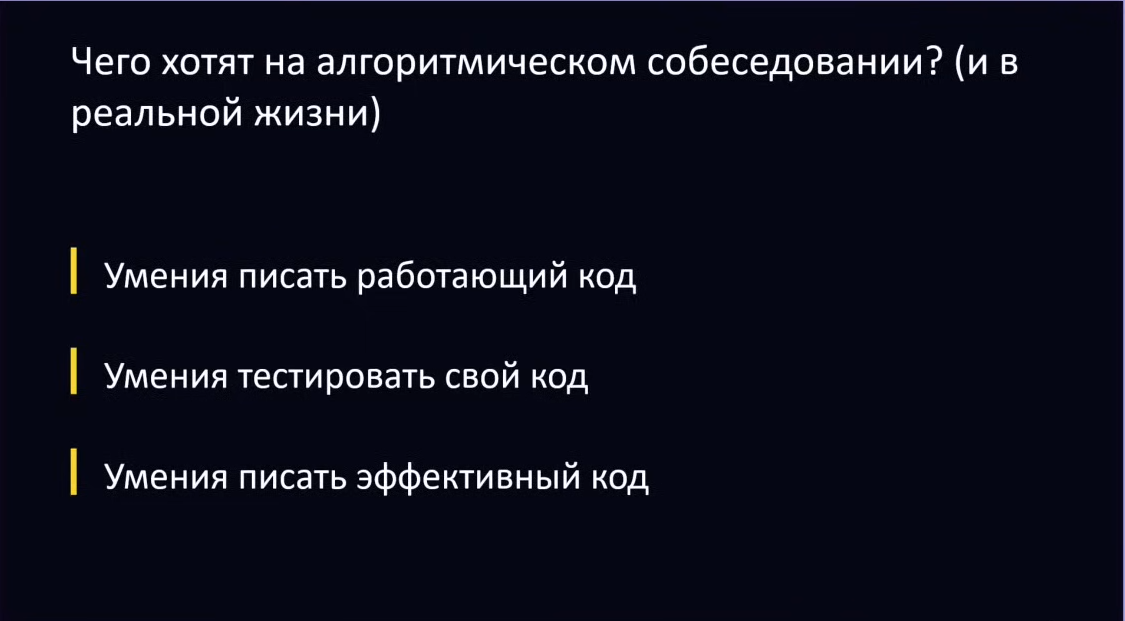 Чего хотят на алгоритмическом собеседовании? (и в
реальной жизни)
Умения писать работающий код
Умения тестировать свой код
Умения писать эффективный код